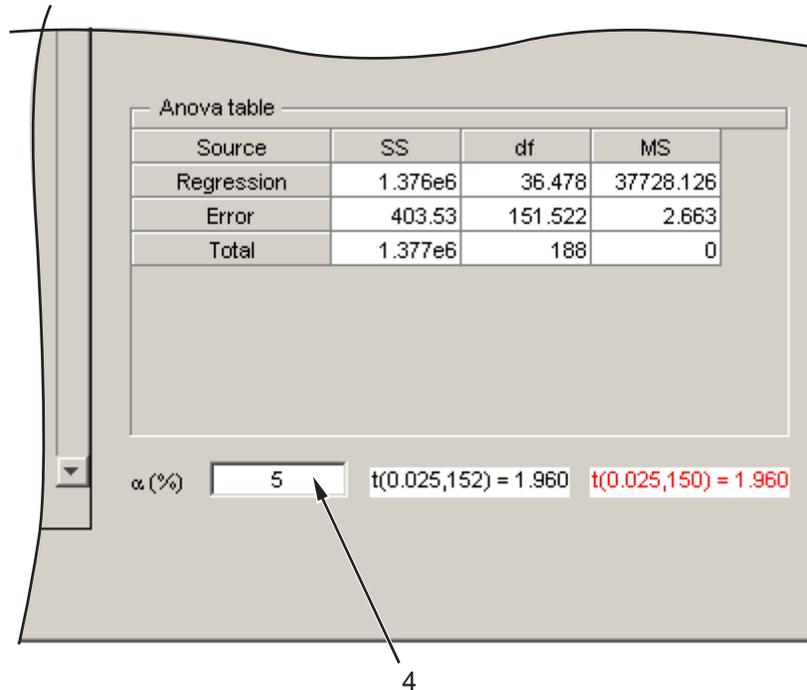 Anova table
Source SS df MS
Regression 1.376e6 36.478 37728.126
Error 403.53 151.522 2.663
Total 1.377e6 188 0
α (%) 5 t(0.025,152) = 1.960 t(0.025,150) = 1.960
4